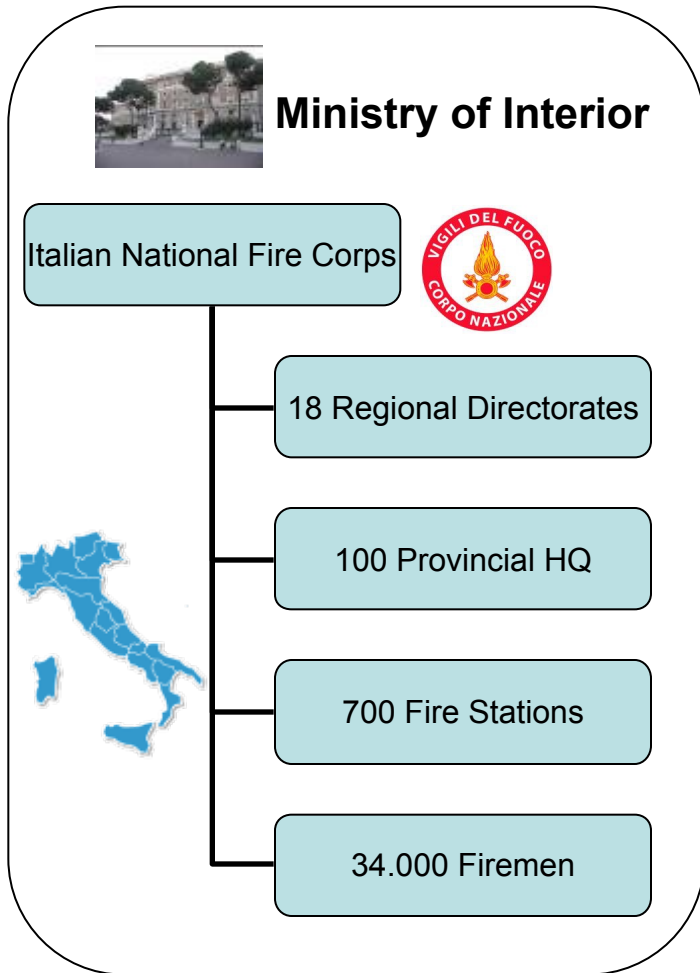 Ministry of Interior
Italian National Fire Corps
VIGILI DEL FUOCO
CORPO NAZIONALE
18 Regional Directorates
100 Provincial HQ
700 Fire Stations
34.000 Firemen